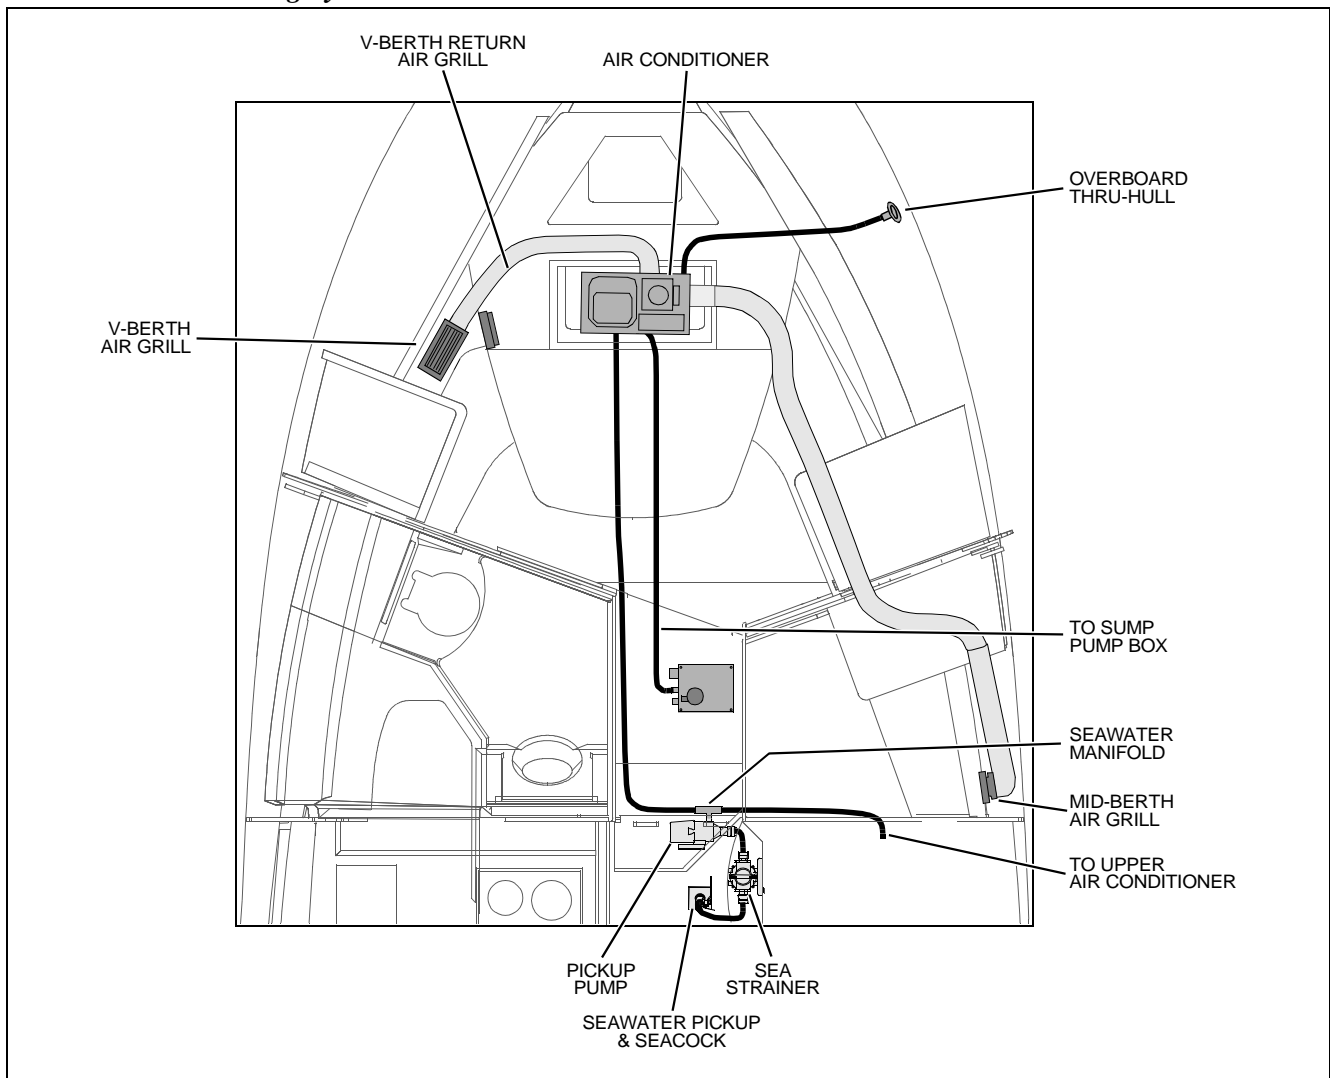 V-BERTH RETURN
AIR GRILL
AIR CONDITIONER
OVERBOARD
THRU-HULL
V-BERTH
AIR GRILL
TO SUMP
PUMP BOX
SEAWATER
MANIFOLD
MID-BERTH
AIR GRILL
TO UPPER
AIR CONDITIONER
PICKUP
PUMP
SEA
STRAINER
SEAWATER PICKUP
& SEACOCK